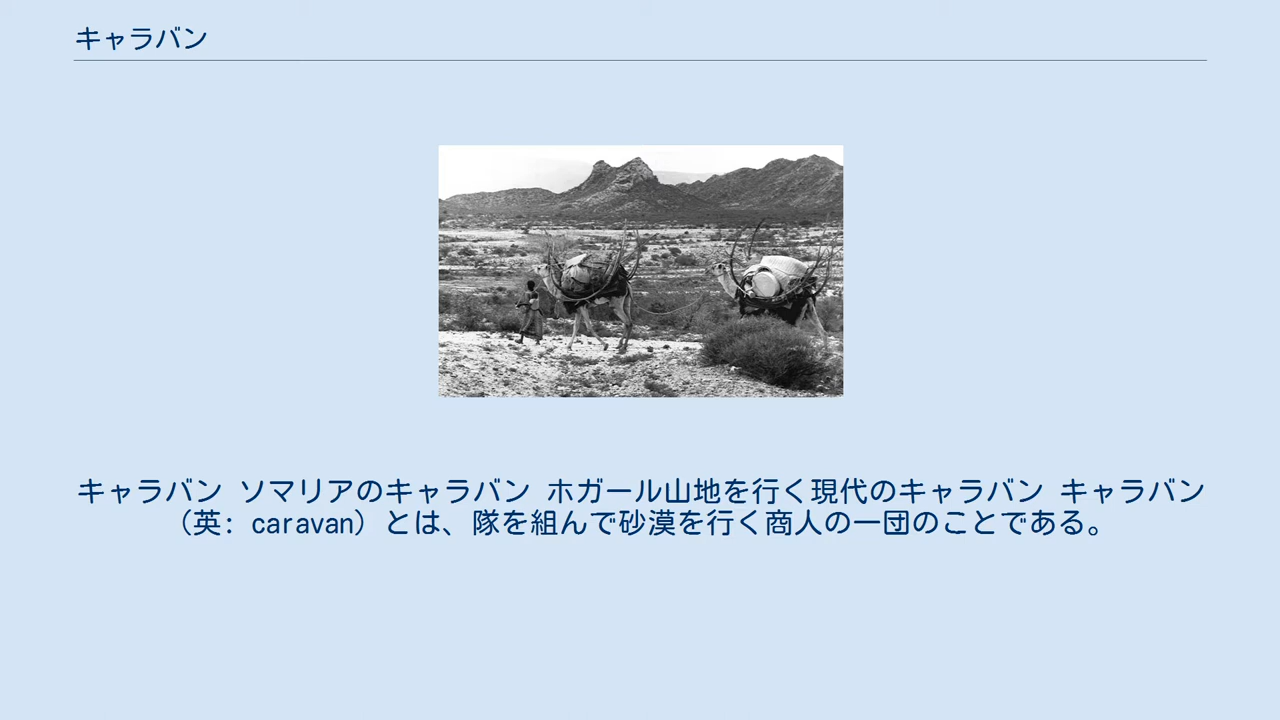 キャラバン
キャラバン ソマリアのキャラバン ホガール山地を行く現代のキャラバン キャラバン
（英: caravan）とは、隊を組んで砂漠を行く商人の一団のことである。